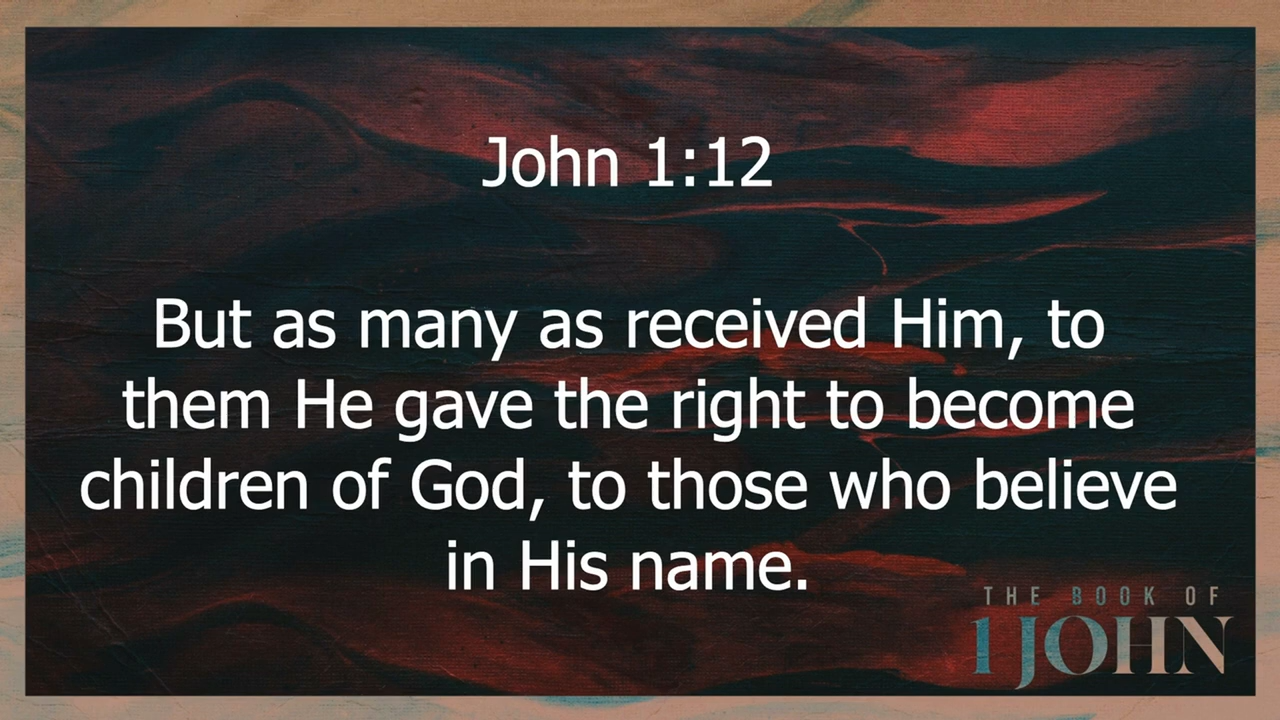 John 1:12
But as many as received Him, to
them He gave the right to become
children of God, to those who believe
in His name.
THE BOOK OF
1 JOHN